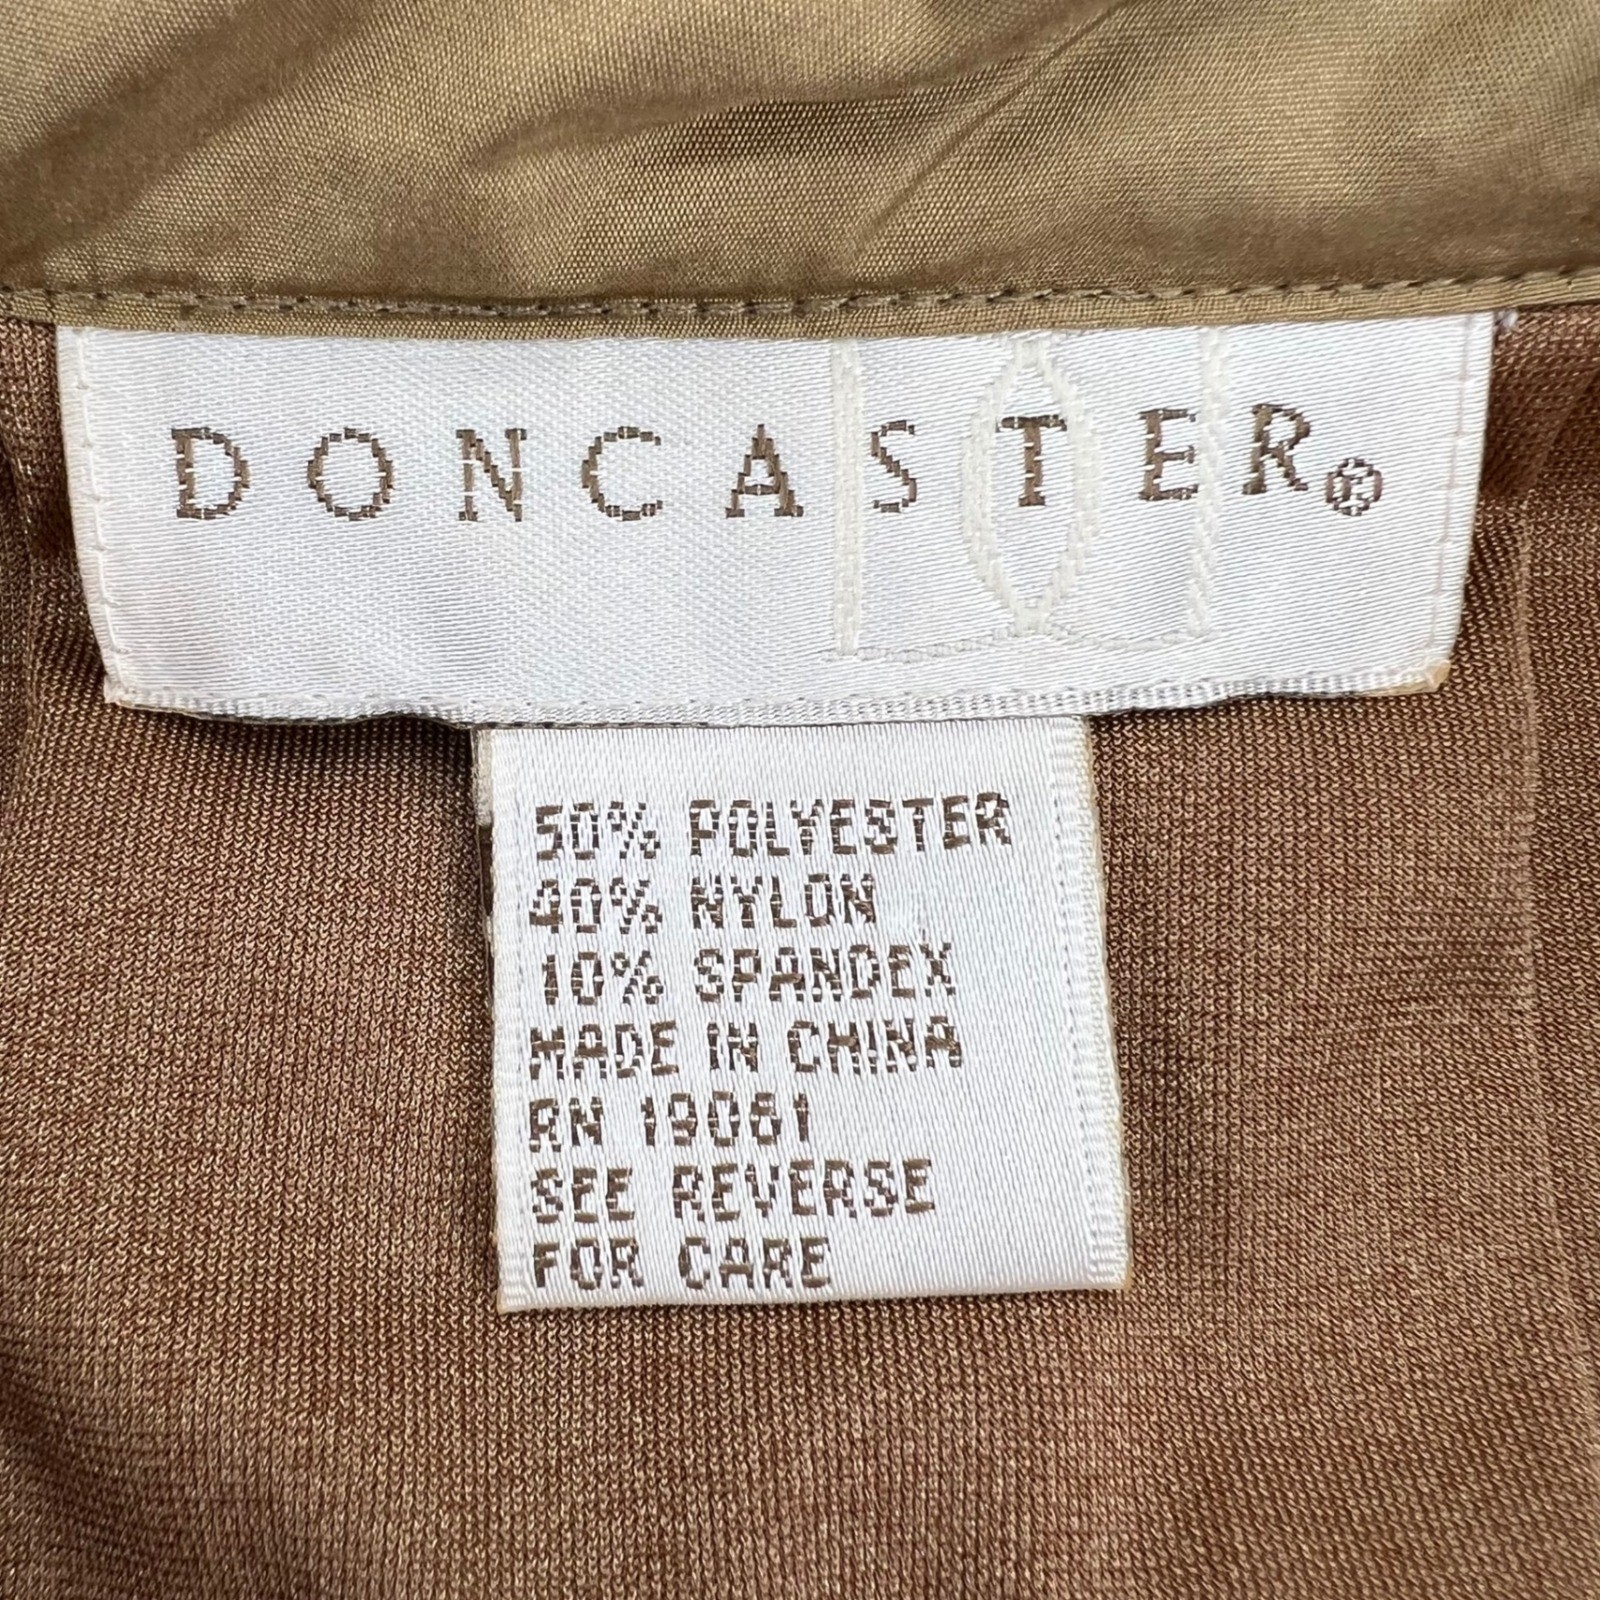 DONCASTER®
50% POLYESTER
40% NYLON
10% SPANDEX
MADE IN CHINA
RN 19061
SEE REVERSE
FOR CARE